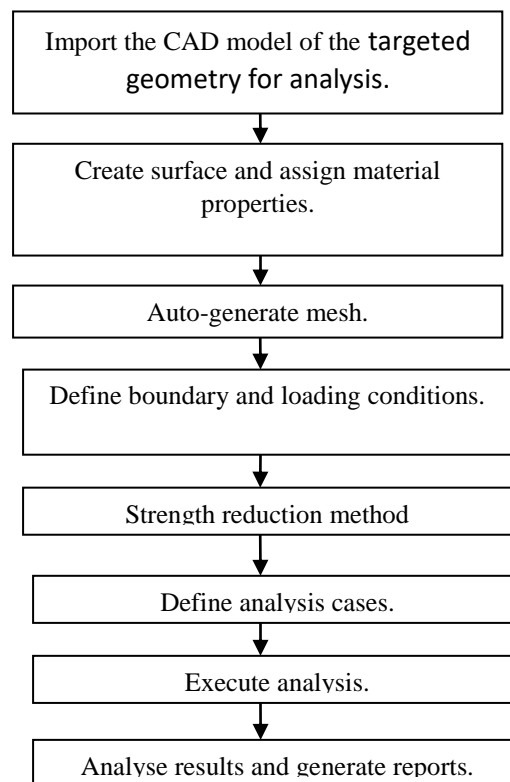 Import the CAD model of the targeted
geometry for analysis.
Create surface and assign material
properties.
Auto-generate mesh.
Define boundary and loading conditions.
Strength reduction method
Define analysis cases.
Execute analysis.
Analyse results and generate reports.